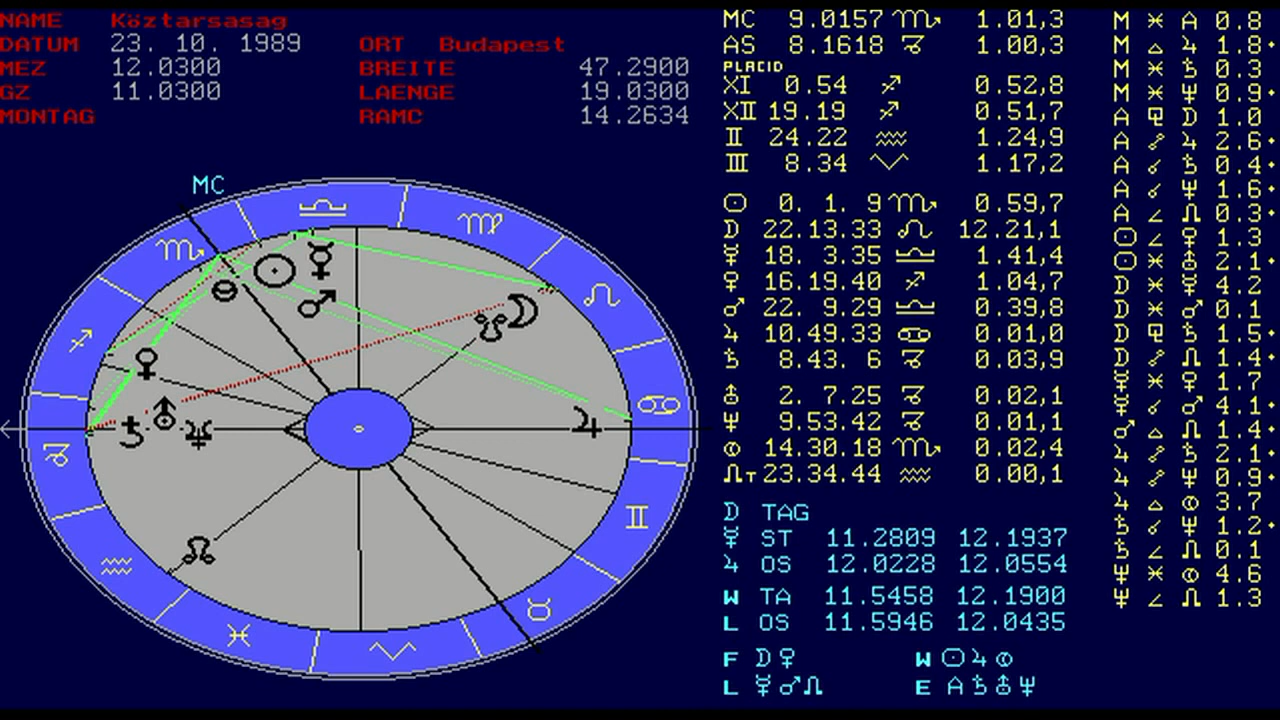 NAME Köztarsasag
DATUM 23. 10. 1989 ORT Budapest
MEZ 12.0300 BREITE 47.2900
GZ 11.0300 LAENGE 19.0300
MONTAG RAMC 14.2634
MC
MC 9.0157 ♏ 1.01,3
AS 8.1618 ♑ 1.00,3
PLACID
XI 0.54 ♐ 0.52,8
XII 19.19 ♐ 0.51,7
II 24.22 ♒ 1.24,9
III 8.34 ♈ 1.17,2
☉ 0. 1. 9 ♏ 0.59,7
☽ 22.13.33 ♌ 12.21,1
☿ 18. 3.35 ♎ 1.41,4
♀ 16.19.40 ♐ 1.04,7
♂ 22. 9.29 ♎ 0.39,8
♃ 10.49.33 ♋ 0.01,0
♄ 8.43. 6 ♑ 0.03,9
⛢ 2. 7.25 ♑ 0.02,1
♆ 9.53.42 ♑ 0.01,1
14.30.18 ♏ 0.02,4
☊T 23.34.44 ♒ 0.00,1
☽ TAG
☿ ST 11.2809 12.1937
♃ OS 12.0228 12.0554
W TA 11.5458 12.1900
L OS 11.5946 12.0435
F ☽ ♀ W ☉ ♃
L ☿ ♂ ☊ E A ♄ ⛢ ♆
M ⚹ A 0.8
M △ ♃ 1.8
M ⚹ ♄ 0.3
M ⚹ ♆ 0.9
A ⚼ ☽ 1.0
A ☍ ♃ 2.6
A ☌ ♄ 0.4
A ☌ ♆ 1.6
A ∠ ☊ 0.3
☉ ∠ ♀ 1.3
☉ ⚹ ⛢ 2.1
☽ ⚹ ☿ 4.2
☽ ⚹ ♂ 0.1
☽ ⚼ ♄ 1.5
☽ ☍ ☊ 1.4
☿ ⚹ ♀ 1.7
☿ ☌ ♂ 4.1
♂ △ ☊ 1.4
♃ ☍ ♄ 2.1
♃ ☍ ♆ 0.9
♃ △ 3.7
♄ ☌ ♆ 1.2
♄ ∠ ☊ 0.1
♆ ⚹ 4.6
♆ ∠ ☊ 1.3